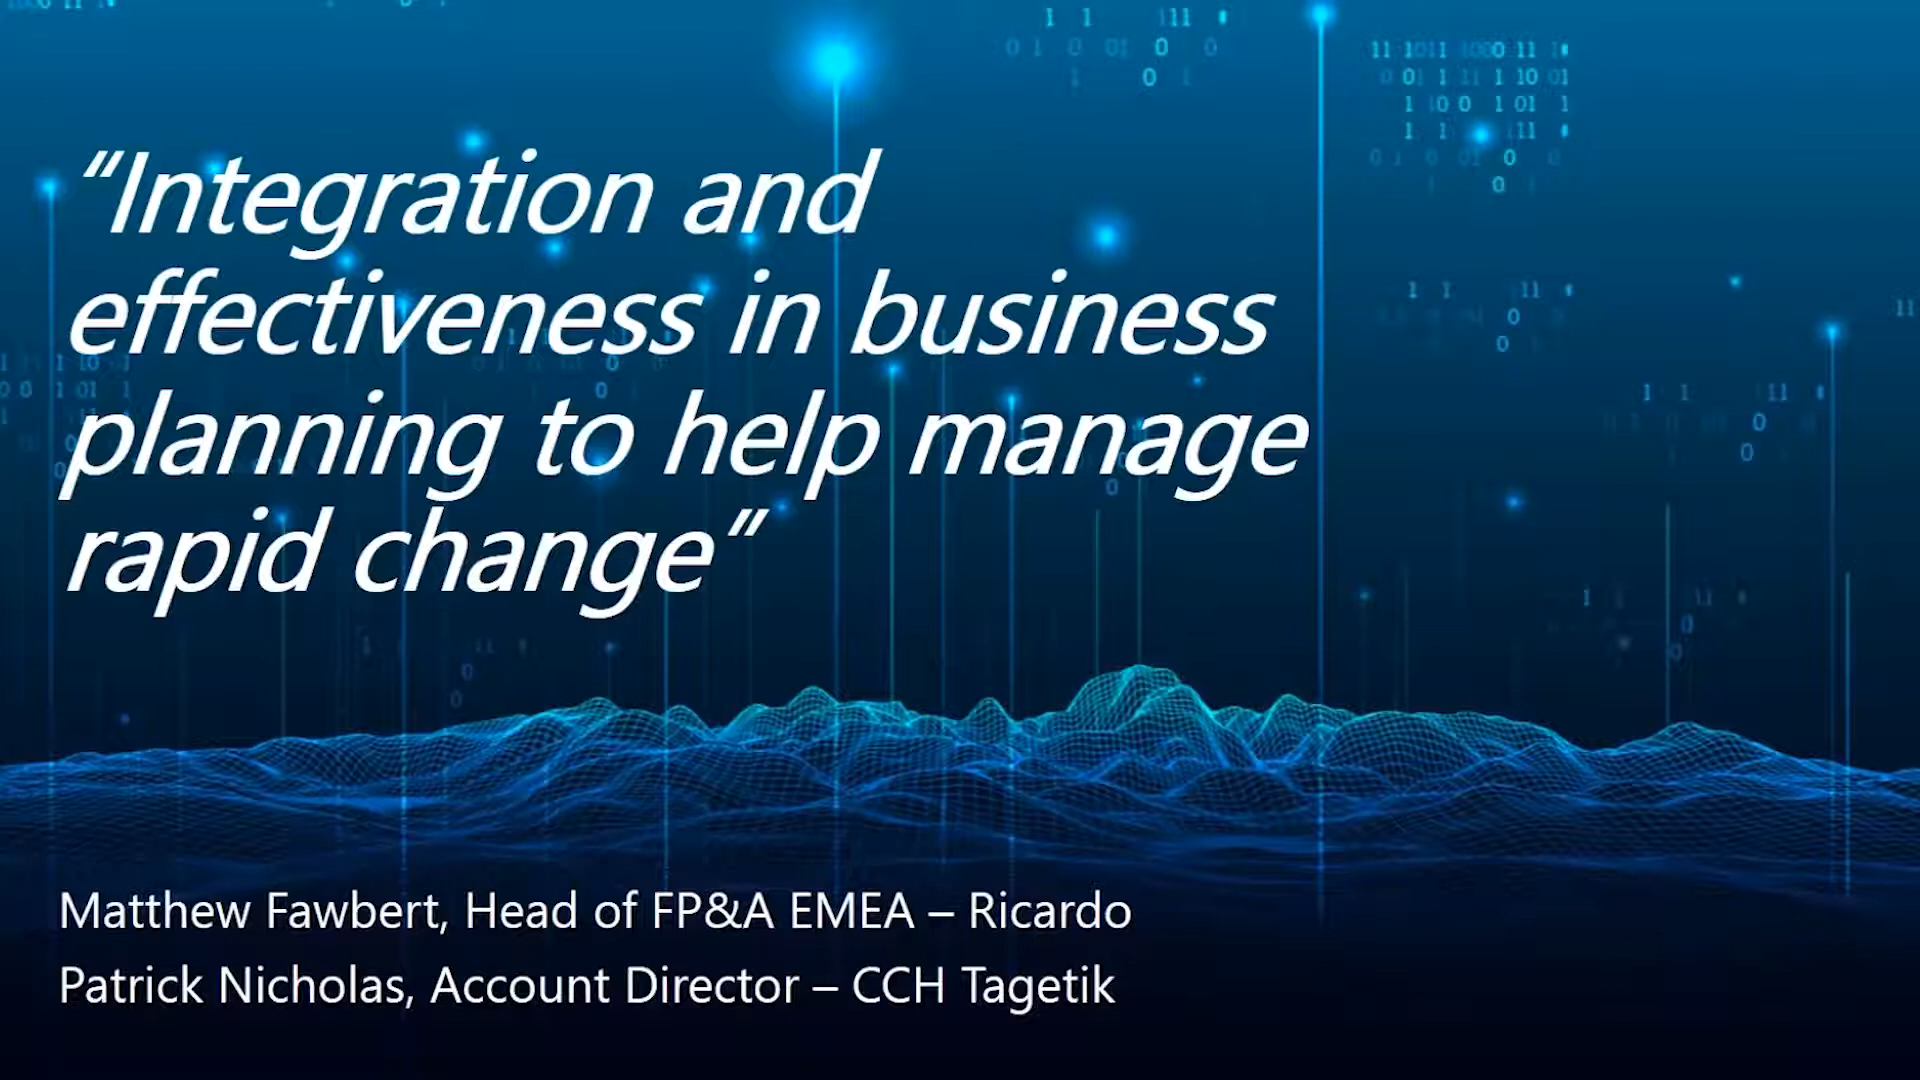 “Integration and
effectiveness in business
planning to help manage
rapid change”
Matthew Fawbert, Head of FP&A EMEA – Ricardo
Patrick Nicholas, Account Director – CCH Tagetik